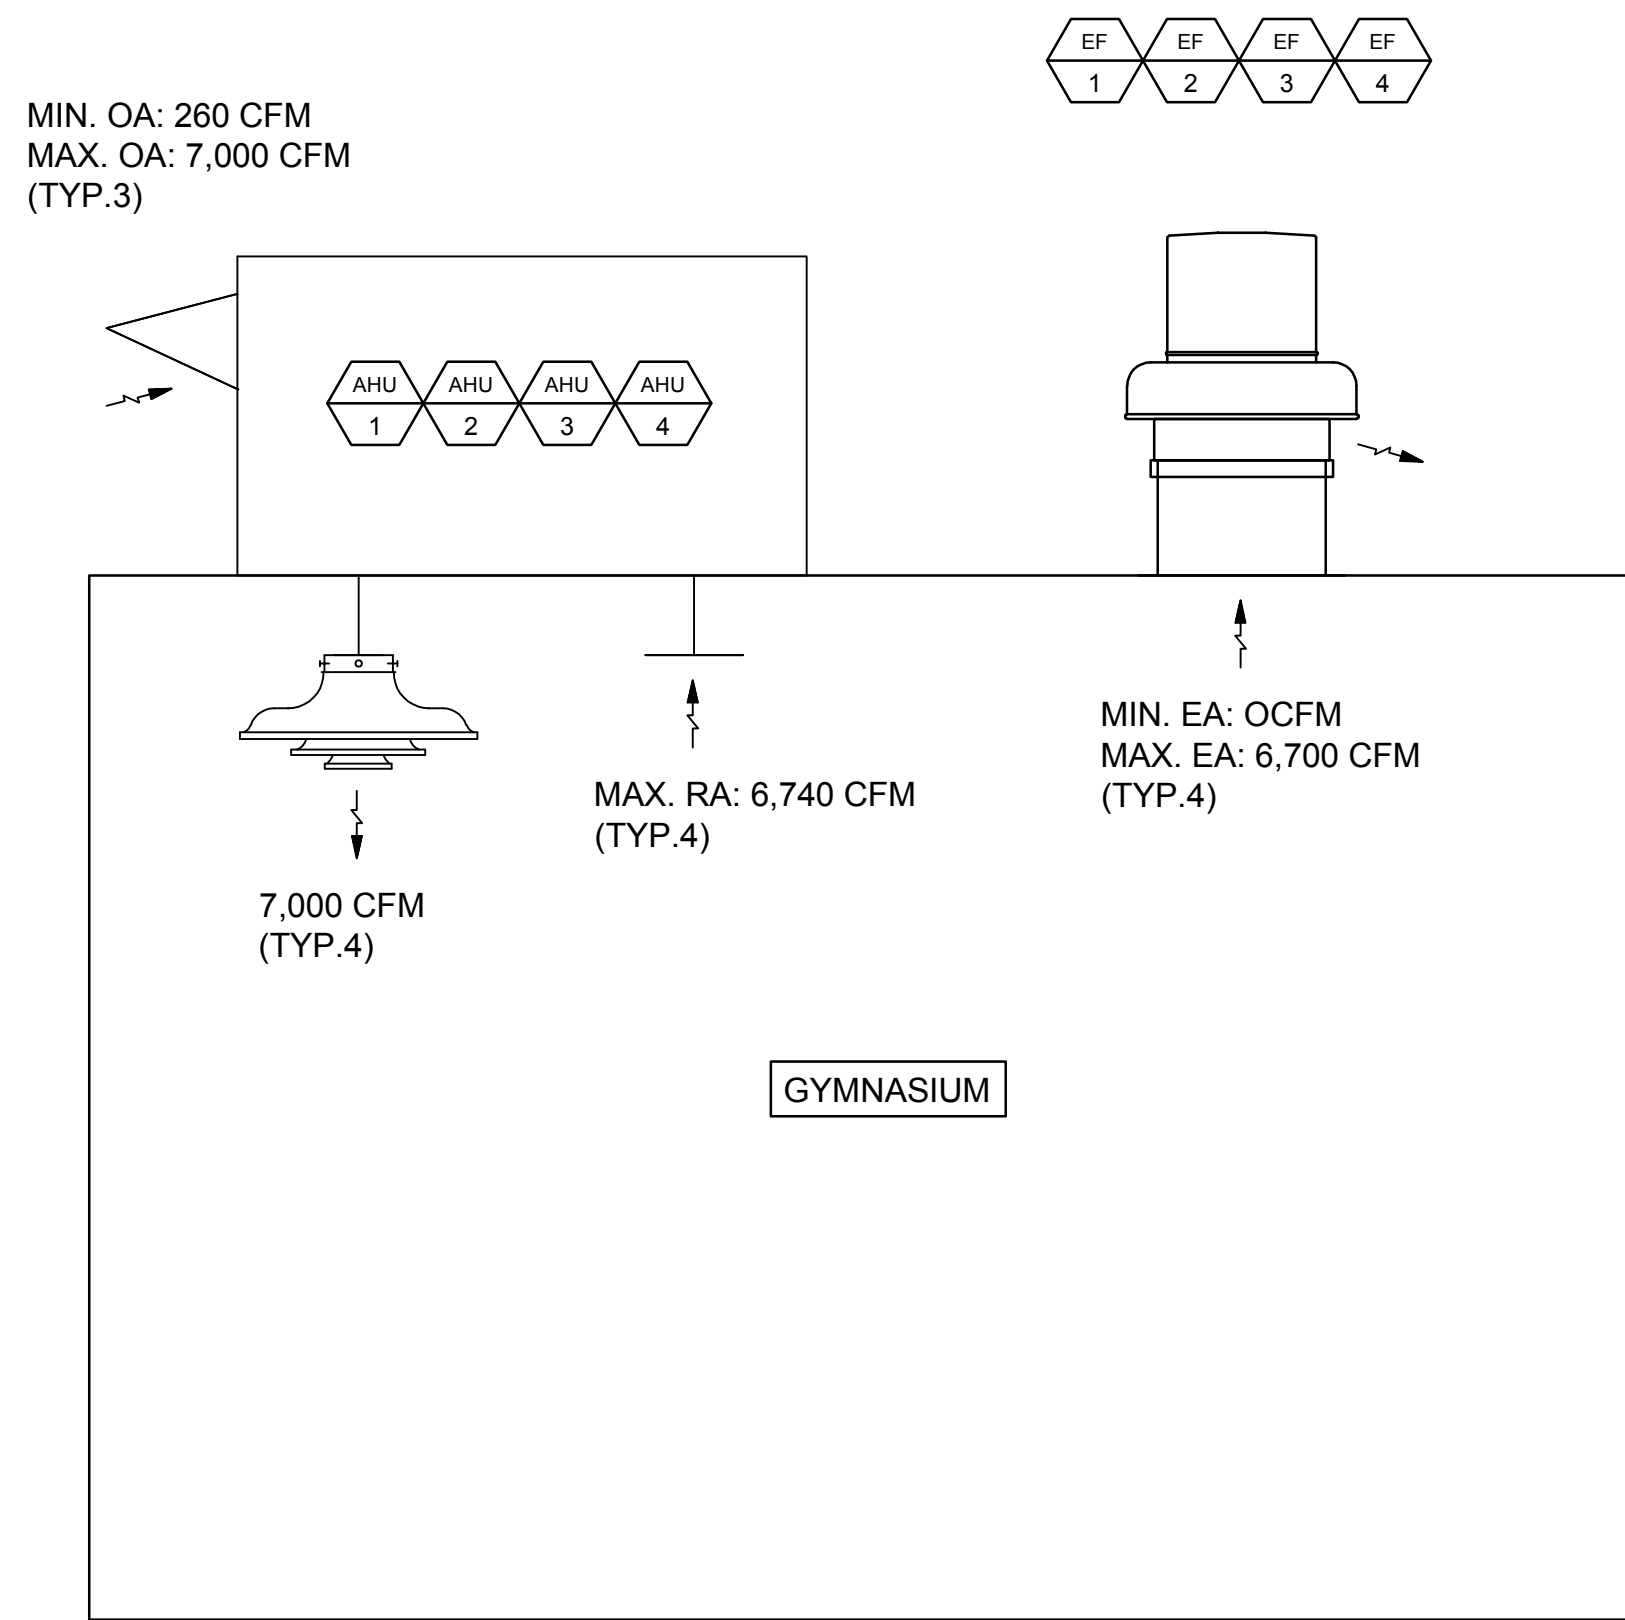 EF EF EF EF
1 2 3 4
MIN. OA: 260 CFM
MAX. OA: 7,000 CFM
(TYP.3)
AHU AHU AHU AHU
1 2 3 4
MIN. EA: OCFM
MAX. EA: 6,700 CFM
(TYP.4)
MAX. RA: 6,740 CFM
(TYP.4)
7,000 CFM
(TYP.4)
GYMNASIUM